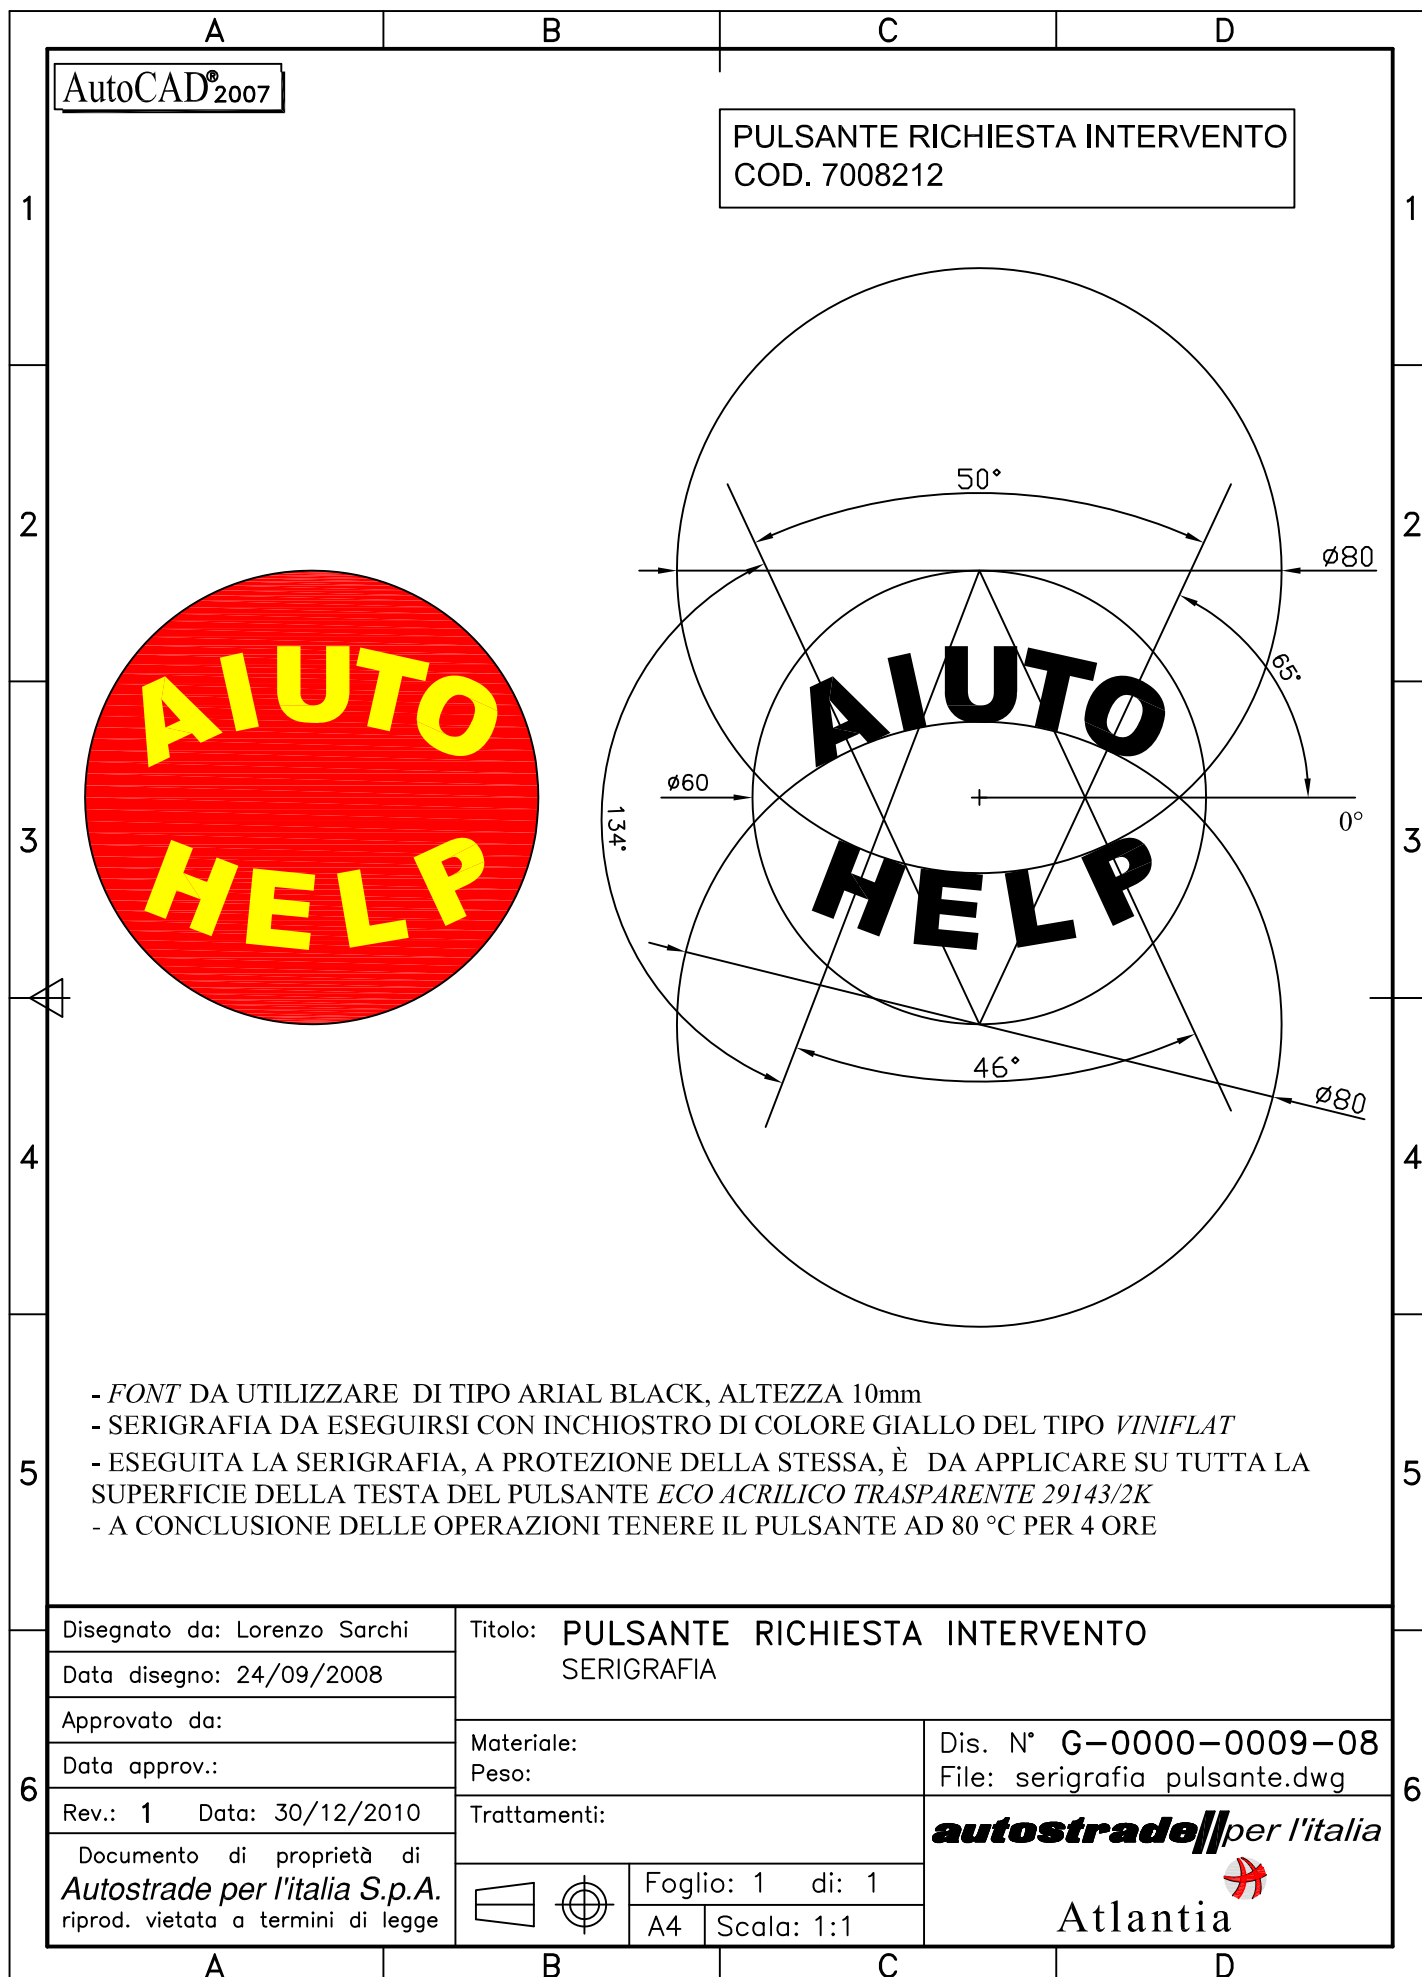 A B C D
AutoCAD®2007
PULSANTE RICHIESTA INTERVENTO
COD. 7008212
1 1
50°
2 2
ø80
AIUTO
AIUTO
65°
ø60
0°
134°
3 3
HELP
HELP
46°
ø80
4 4
- FONT DA UTILIZZARE DI TIPO ARIAL BLACK, ALTEZZA 10mm
- SERIGRAFIA DA ESEGUIRSI CON INCHIOSTRO DI COLORE GIALLO DEL TIPO VINIFLAT
- ESEGUITA LA SERIGRAFIA, A PROTEZIONE DELLA STESSA, È DA APPLICARE SU TUTTA LA
5 5
SUPERFICIE DELLA TESTA DEL PULSANTE ECO ACRILICO TRASPARENTE 29143/2K
- A CONCLUSIONE DELLE OPERAZIONI TENERE IL PULSANTE AD 80 °C PER 4 ORE
Disegnato da: Lorenzo Sarchi
Data disegno: 24/09/2008
Approvato da:
Data approv.:
Rev.: 1 Data: 30/12/2010
Documento di proprietà di
Autostrade per l'italia S.p.A.
riprod. vietata a termini di legge
Titolo: PULSANTE RICHIESTA INTERVENTO
SERIGRAFIA
Materiale:
Peso:
Trattamenti:
Foglio: 1 di: 1
A4 Scala: 1:1
Dis. N° G-0000-0009-08
File: serigrafia pulsante.dwg
autostrade//per l'italia
Atlantia
6 6
A B C D